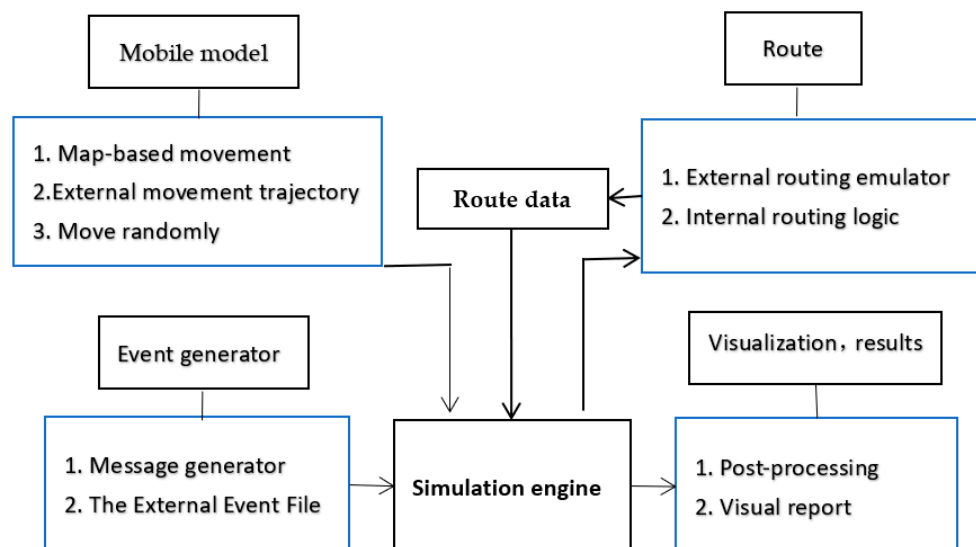 Mobile model
1. Map-based movement
2.External movement trajectory
3. Move randomly
Route
1. External routing emulator
2. Internal routing logic
Route data
Event generator
1. Message generator
2. The External Event File
Simulation engine
Visualization，results
1. Post-processing
2. Visual report